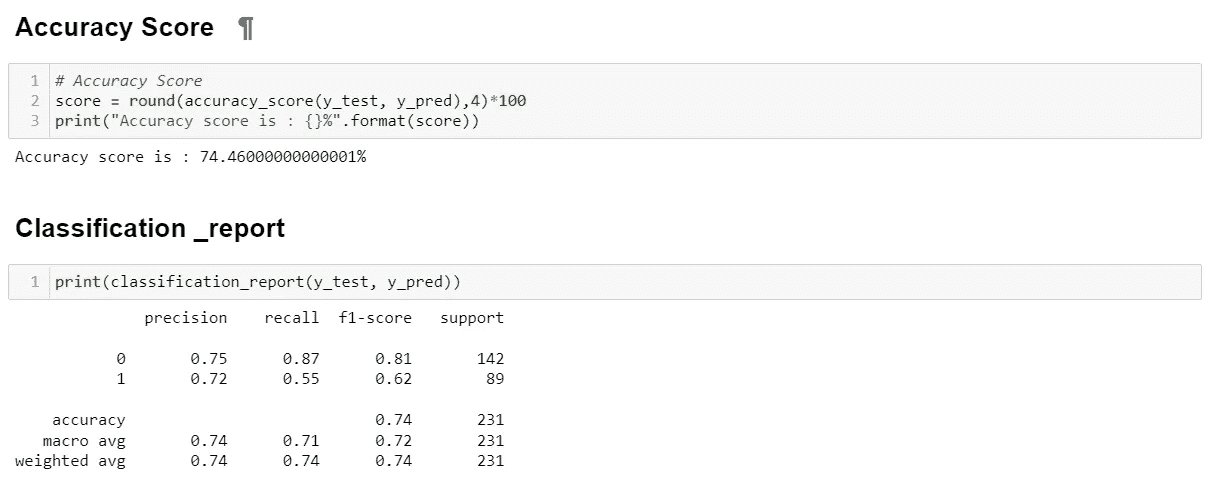 Accuracy Score ¶
1 # Accuracy Score
2 score = round(accuracy_score(y_test, y_pred),4)*100
3 print("Accuracy score is : {}%".format(score))
Accuracy score is : 74.46000000000001%
Classification _report
1 print(classification_report(y_test, y_pred))
precision recall f1-score support
0 0.75 0.87 0.81 142
1 0.72 0.55 0.62 89
accuracy 0.74 231
macro avg 0.74 0.71 0.72 231
weighted avg 0.74 0.74 0.74 231